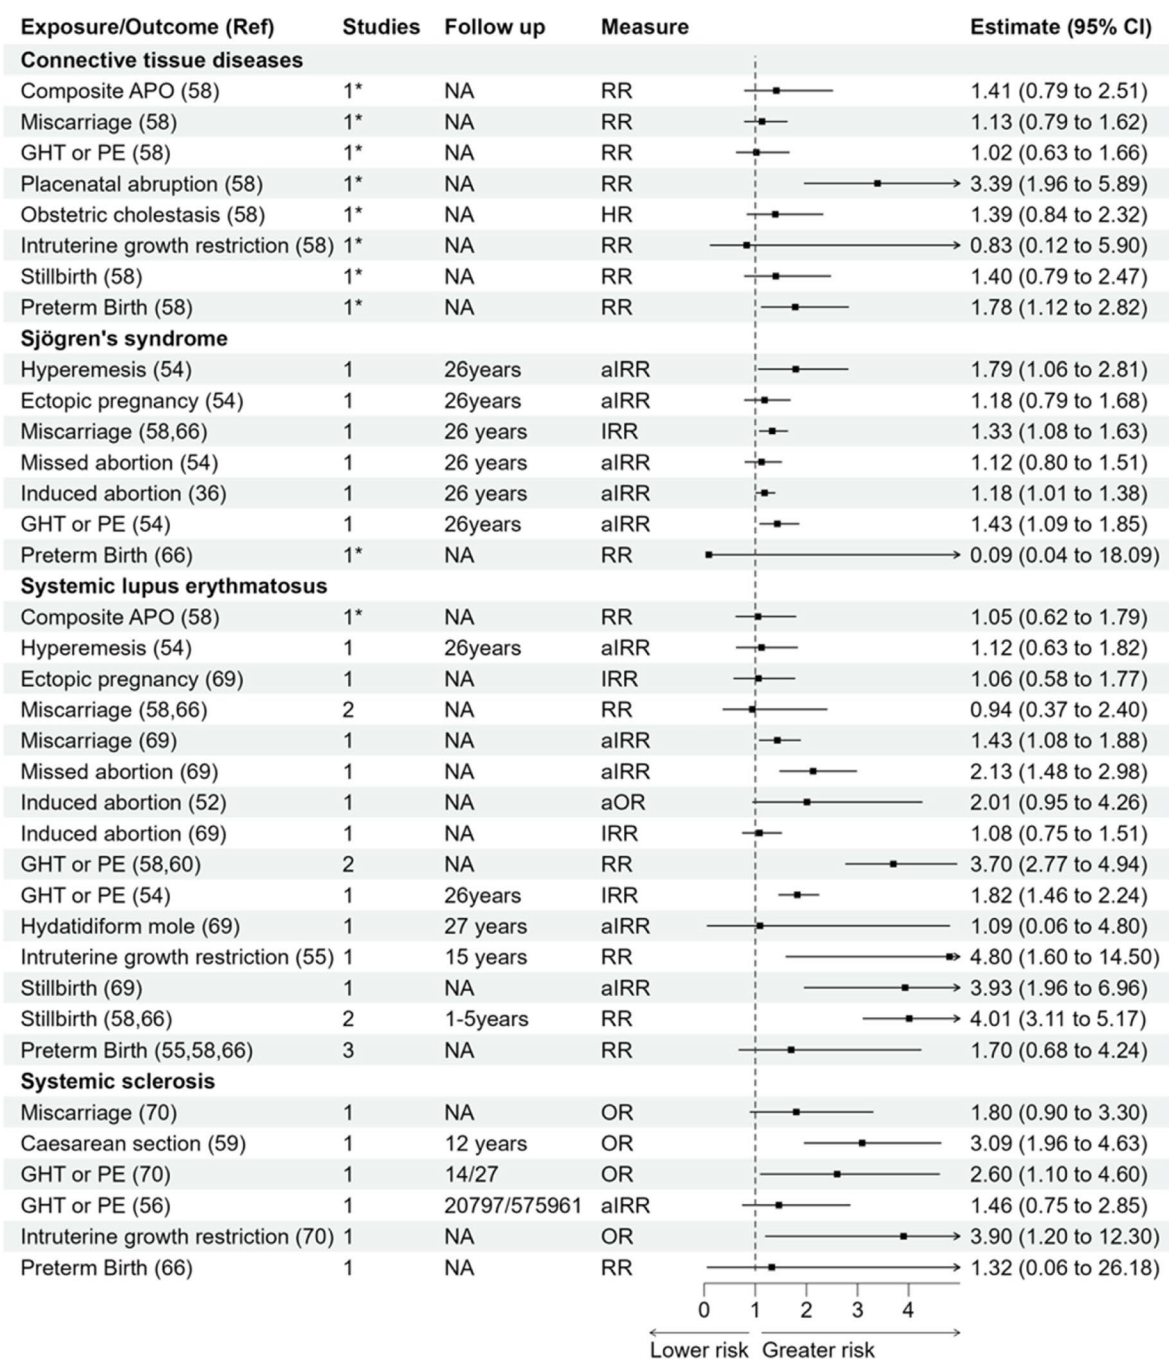 Exposure/Outcome (Ref) Studies Follow up Measure Estimate (95% CI)
Connective tissue diseases
Composite APO (58) 1* NA RR 1.41 (0.79 to 2.51)
Miscarriage (58) 1* NA RR 1.13 (0.79 to 1.62)
GHT or PE (58) 1* NA RR 1.02 (0.63 to 1.66)
Placenatal abruption (58) 1* NA RR 3.39 (1.96 to 5.89)
Obstetric cholestasis (58) 1* NA HR 1.39 (0.84 to 2.32)
Intruterine growth restriction (58) 1* NA RR 0.83 (0.12 to 5.90)
Stillbirth (58) 1* NA RR 1.40 (0.79 to 2.47)
Preterm Birth (58) 1* NA RR 1.78 (1.12 to 2.82)
Sjögren's syndrome
Hyperemesis (54) 1 26years aIRR 1.79 (1.06 to 2.81)
Ectopic pregnancy (54) 1 26years aIRR 1.18 (0.79 to 1.68)
Miscarriage (58,66) 1 26 years IRR 1.33 (1.08 to 1.63)
Missed abortion (54) 1 26 years aIRR 1.12 (0.80 to 1.51)
Induced abortion (36) 1 26 years aIRR 1.18 (1.01 to 1.38)
GHT or PE (54) 1 26years aIRR 1.43 (1.09 to 1.85)
Preterm Birth (66) 1* NA RR 0.09 (0.04 to 18.09)
Systemic lupus erythmatosus
Composite APO (58) 1* NA RR 1.05 (0.62 to 1.79)
Hyperemesis (54) 1 26years aIRR 1.12 (0.63 to 1.82)
Ectopic pregnancy (69) 1 NA IRR 1.06 (0.58 to 1.77)
Miscarriage (58,66) 2 NA RR 0.94 (0.37 to 2.40)
Miscarriage (69) 1 NA aIRR 1.43 (1.08 to 1.88)
Missed abortion (69) 1 NA aIRR 2.13 (1.48 to 2.98)
Induced abortion (52) 1 NA aOR 2.01 (0.95 to 4.26)
Induced abortion (69) 1 NA IRR 1.08 (0.75 to 1.51)
GHT or PE (58,60) 2 NA RR 3.70 (2.77 to 4.94)
GHT or PE (54) 1 26years IRR 1.82 (1.46 to 2.24)
Hydatidiform mole (69) 1 27 years aIRR 1.09 (0.06 to 4.80)
Intruterine growth restriction (55) 1 15 years RR 4.80 (1.60 to 14.50)
Stillbirth (69) 1 NA aIRR 3.93 (1.96 to 6.96)
Stillbirth (58,66) 2 1-5years RR 4.01 (3.11 to 5.17)
Preterm Birth (55,58,66) 3 NA RR 1.70 (0.68 to 4.24)
Systemic sclerosis
Miscarriage (70) 1 NA OR 1.80 (0.90 to 3.30)
Caesarean section (59) 1 12 years OR 3.09 (1.96 to 4.63)
GHT or PE (70) 1 14/27 OR 2.60 (1.10 to 4.60)
GHT or PE (56) 1 20797/575961 aIRR 1.46 (0.75 to 2.85)
Intruterine growth restriction (70) 1 NA OR 3.90 (1.20 to 12.30)
Preterm Birth (66) 1 NA RR 1.32 (0.06 to 26.18)
0 1 2 3 4
Lower risk Greater risk